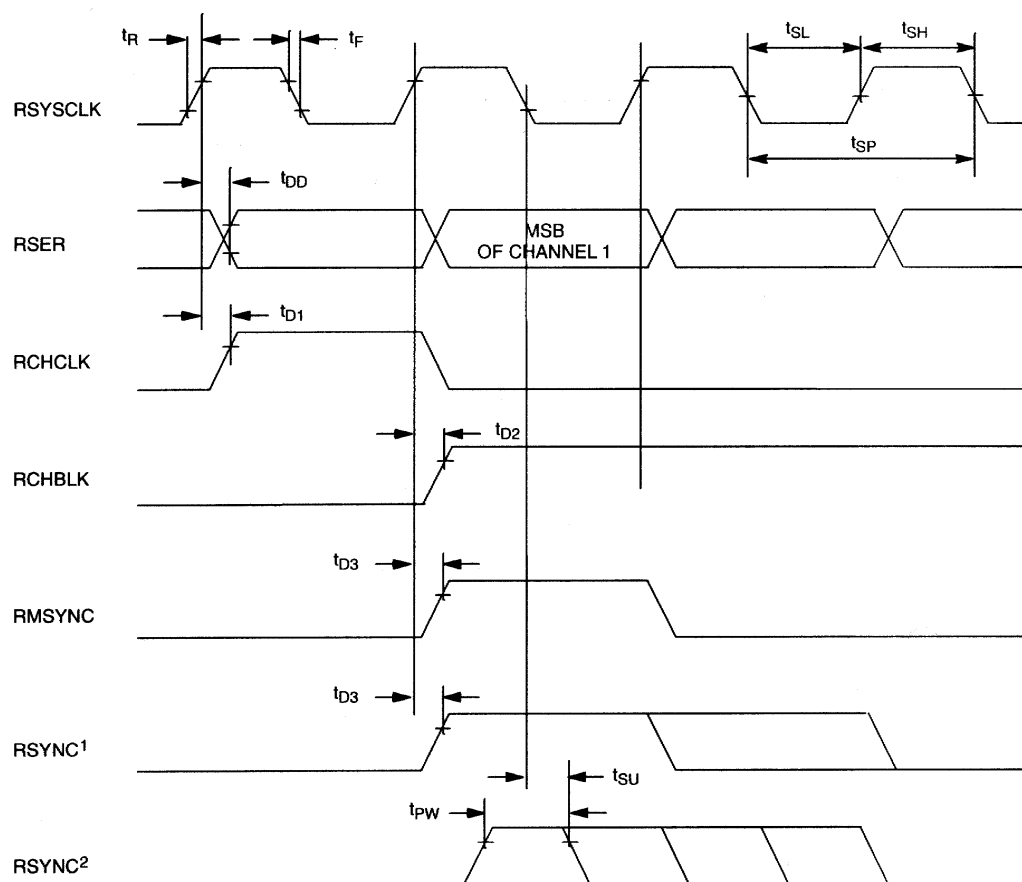 tR
tF
tSL
tSH
RSYSCLK
tSP
tDD
RSER
MSB
OF CHANNEL 1
tD1
RCHCLK
tD2
RCHBLK
tD3
RMSYNC
tD3
RSYNC1
tSU
tPW
RSYNC2